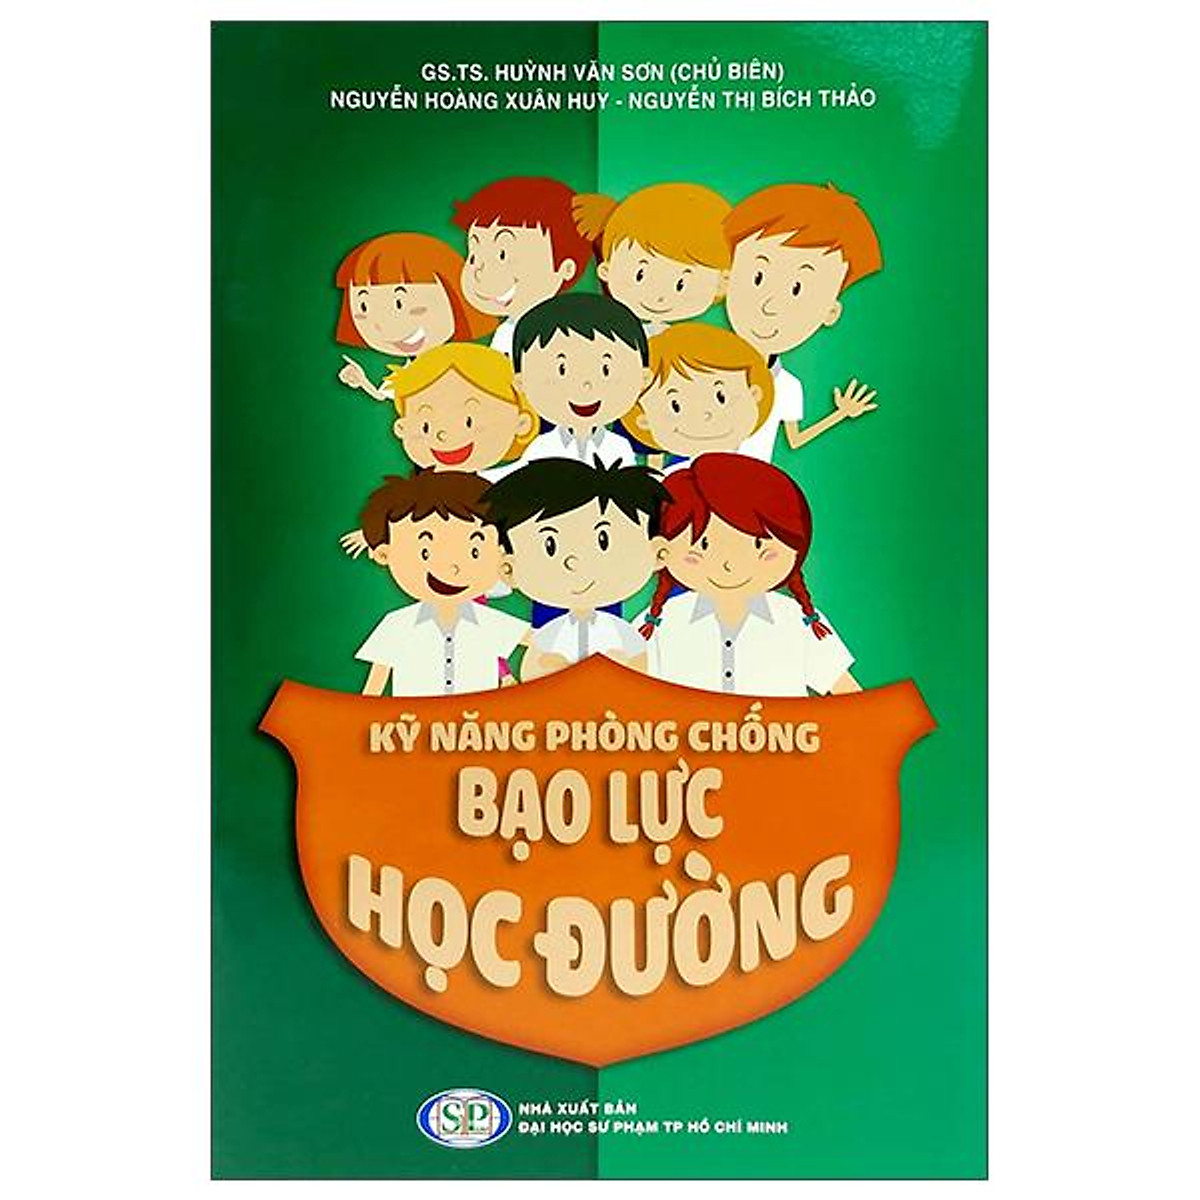 GS.TS. HUỲNH VĂN SƠN (CHỦ BIÊN)
NGUYỄN HOÀNG XUÂN HUY - NGUYỄN THỊ BÍCH THẢO
KỸ NĂNG PHÒNG CHỐNG
BẠO LỰC
HỌC ĐƯỜNG
SP
NHÀ XUẤT BẢN
ĐẠI HỌC SƯ PHẠM TP HỒ CHÍ MINH